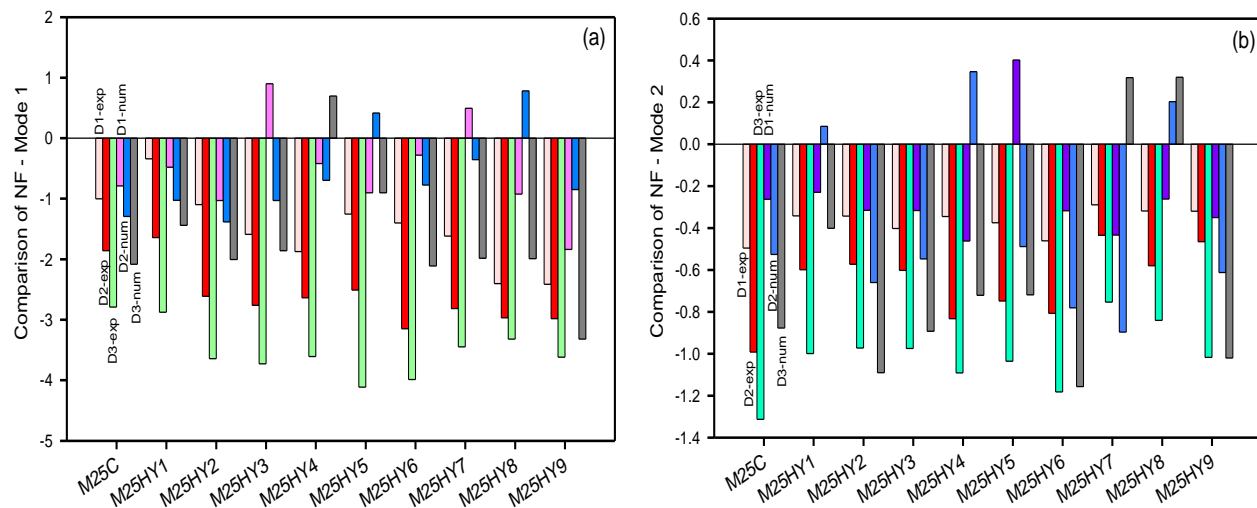 (a)
Comparison of NF - Mode 1
2
1
0
-1
-2
-3
-4
-5
D1-exp
D1-num
D2-exp
D2-num
D3-exp
D3-num
M25C
M25HY1
M25HY2
M25HY3
M25HY4
M25HY5
M25HY6
M25HY7
M25HY8
M25HY9
(b)
Comparison of NF - Mode 2
0.6
0.4
0.2
0.0
-0.2
-0.4
-0.6
-0.8
-1.0
-1.2
-1.4
D3-exp
D1-num
D1-exp
D2-num
D2-exp
D3-num
M25C
M25HY1
M25HY2
M25HY3
M25HY4
M25HY5
M25HY6
M25HY7
M25HY8
M25HY9